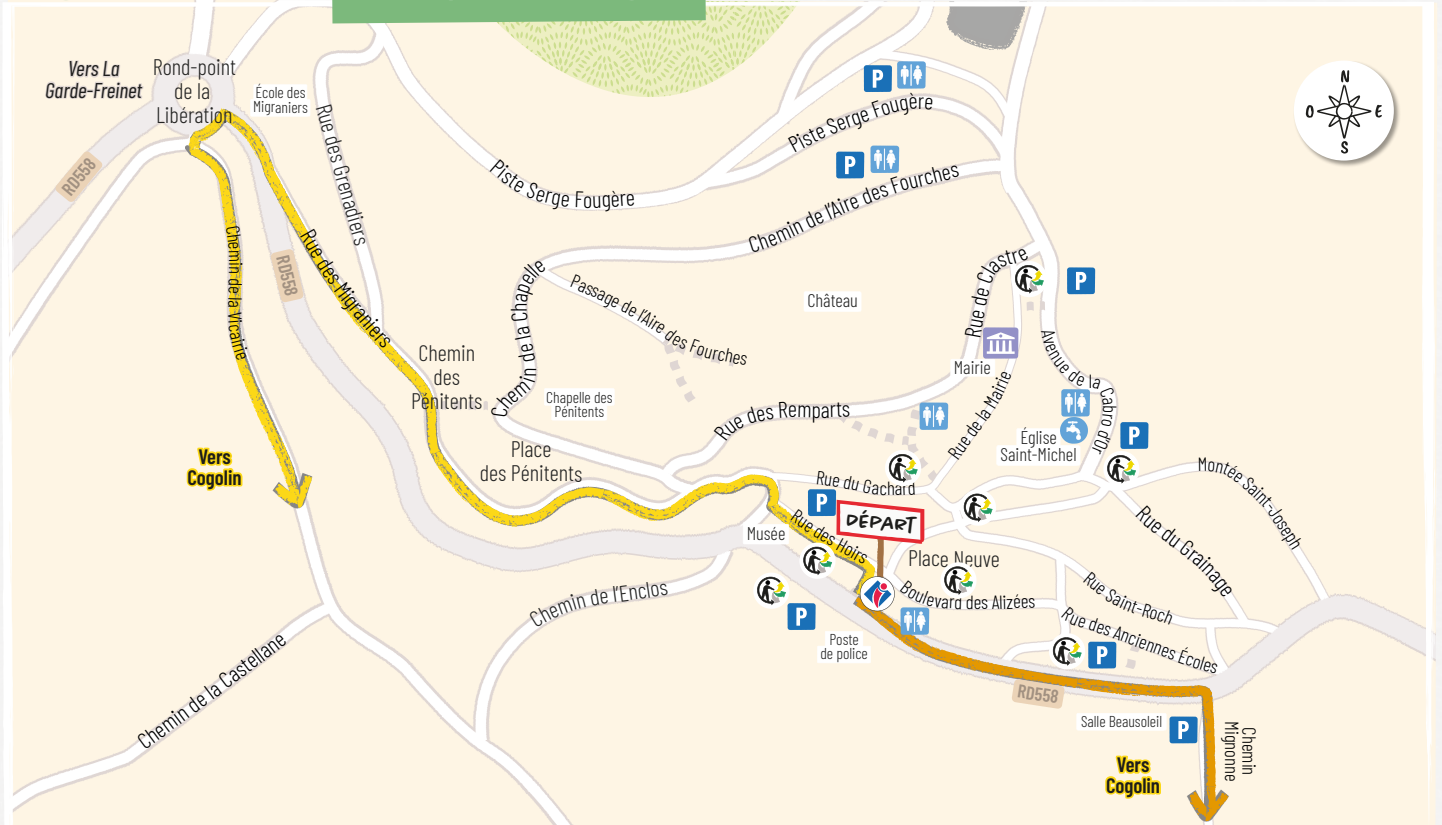 Vers La
Garde-Freinet
Rond-point
de la
Libération
École des
Migraniers
RD558
Rue des Grenadiers
Piste Serge Fougère
P
Piste Serge Fougère
P
Chemin de l'Aire des Fourches
N
O
E
S
Chemin de la Vicairie
RD558
Rue des Migraniers
Chemin de la Chapelle
Passage de l'Aire des Fourches
Château
Rue de Clastre
P
Mairie
Avenue de la Cabro d'Or
Chemin
des
Pénitents
Chapelle des
Pénitents
Rue des Remparts
Rue de la Mairie
Église
Saint-Michel
P
Place
des Pénitents
Vers
Cogolin
Rue du Gachard
Montée Saint-Joseph
P
DÉPART
Rue des Hoirs
Musée
Place Neuve
Rue du Grainage
Chemin de l'Enclos
P
Boulevard des Alizées
Rue Saint-Roch
Rue des Anciennes Écoles
Poste
de police
P
Chemin de la Castellane
RD558
Salle Beausoleil
P
Chemin
Mignonne
Vers
Cogolin